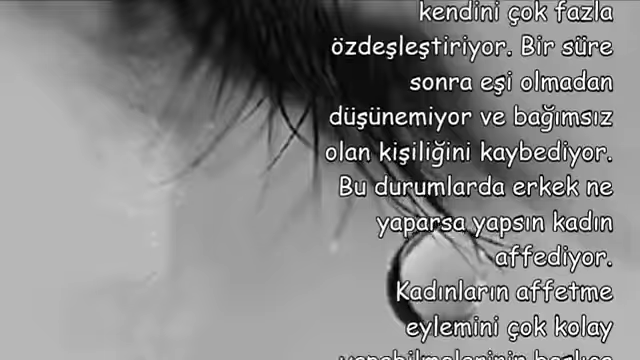 kendini çok fazla
özdeşleştiriyor. Bir süre
sonra eşi olmadan
düşünemiyor ve bağımsız
olan kişiliğini kaybediyor.
Bu durumlarda erkek ne
yaparsa yapsın kadın
affediyor.
Kadınların affetme
eylemini çok kolay